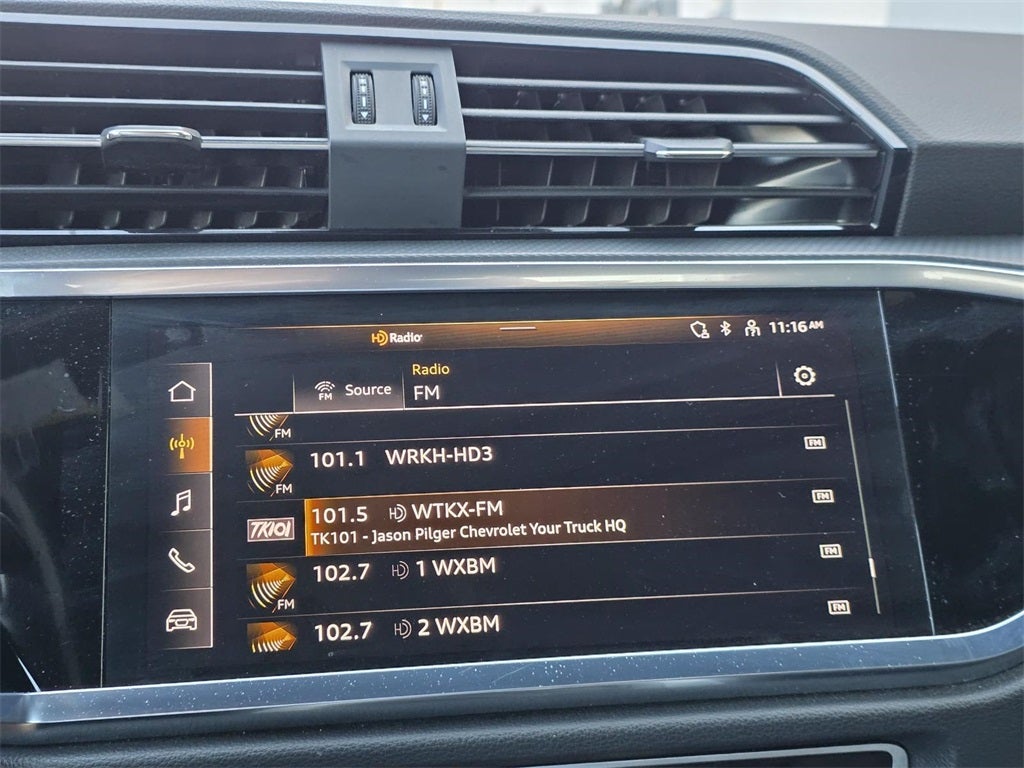 HD Radio 11:16 AM
Radio
FM Source FM
FM
101.1 WRKH-HD3 FM
FM
101.5 HD WTKX-FM FM
TK101 TK101 - Jason Pilger Chevrolet Your Truck HQ
102.7 HD 1 WXBM FM
FM
102.7 HD 2 WXBM FM